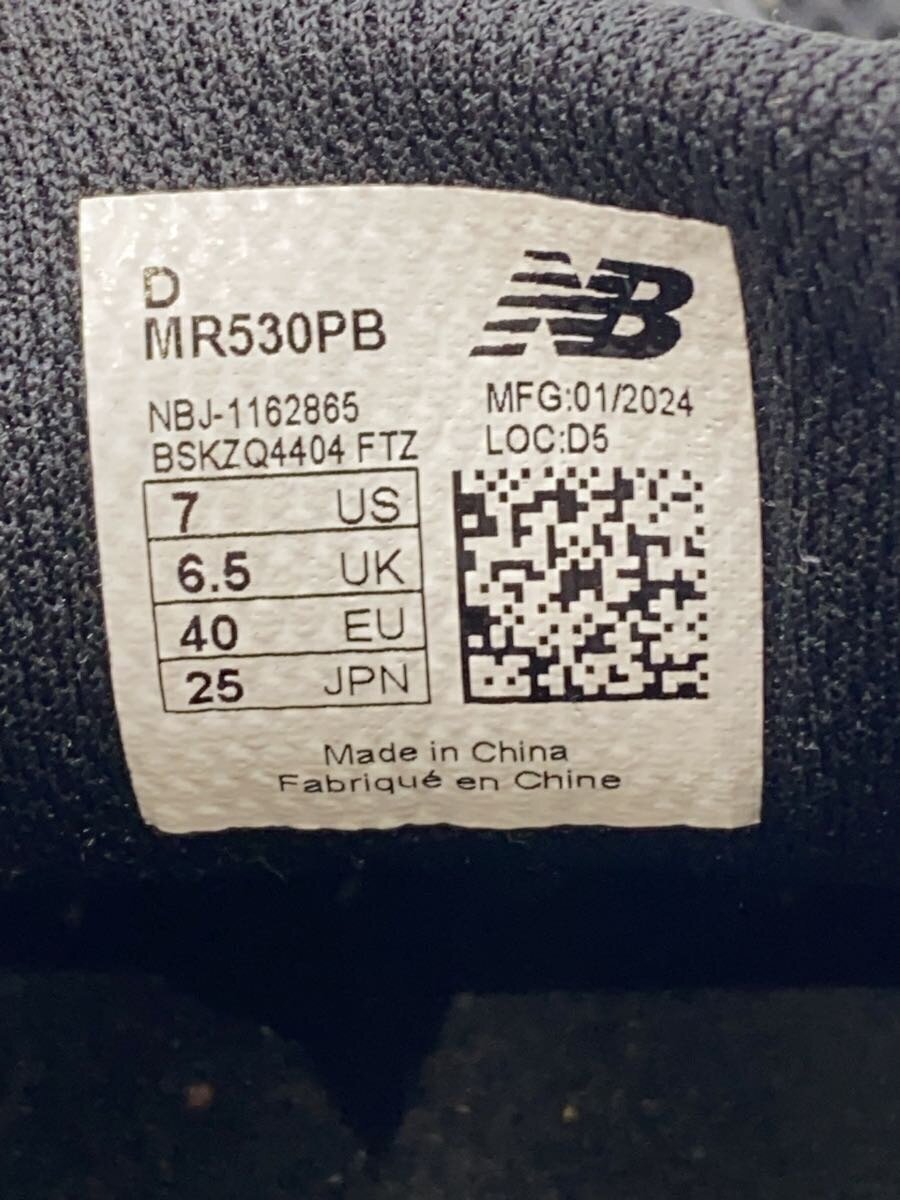 D
MR530PB
NB
NBJ-1162865
BSKZQ4404 FTZ
MFG:01/2024
LOC:D5
7 US
6.5 UK
40 EU
25 JPN
Made in China
Fabriqué en Chine